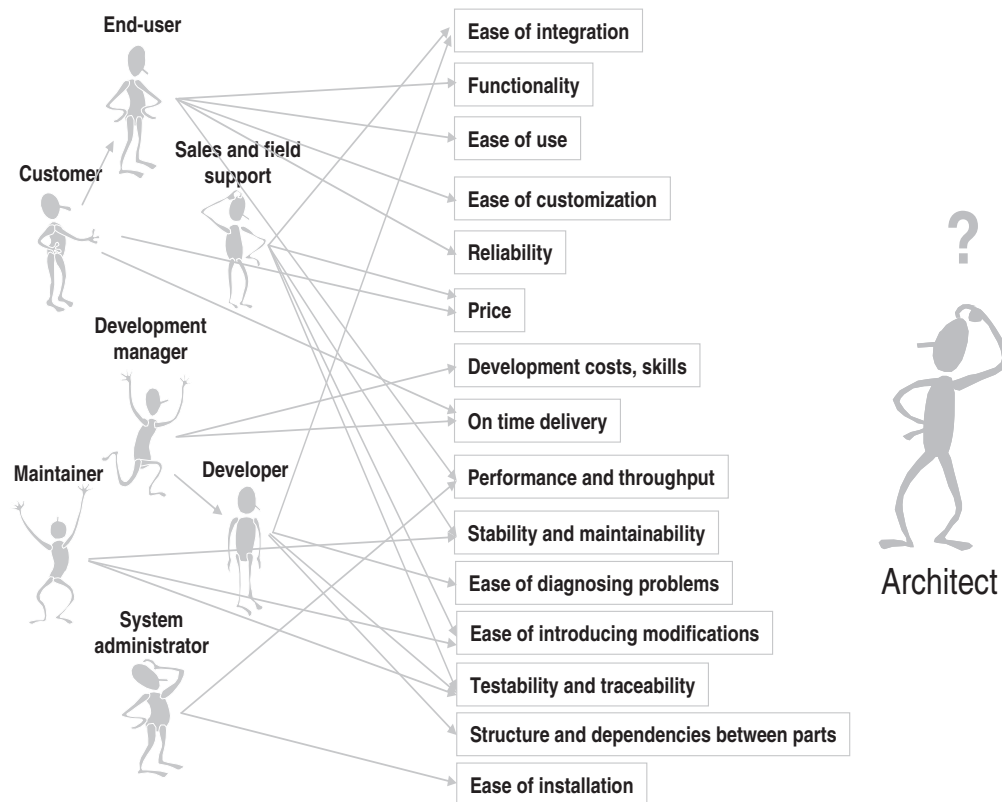 End-user
Sales and field
support
Customer
Development
manager
Maintainer
Developer
System
administrator
Ease of integration
Functionality
Ease of use
Ease of customization
Reliability
Price
Development costs, skills
On time delivery
Performance and throughput
Stability and maintainability
Ease of diagnosing problems
Ease of introducing modifications
Testability and traceability
Structure and dependencies between parts
Ease of installation
?
Architect